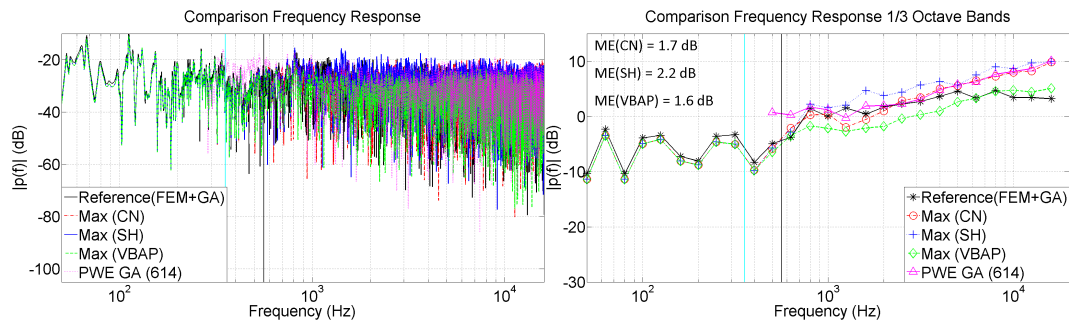 Comparison Frequency Response
|p(f)| (dB)
-20
-40
-60
-80
-100
Reference(FEM+GA)
Max (CN)
Max (SH)
Max (VBAP)
PWE GA (614)
10²
10³
10⁴
Frequency (Hz)
Comparison Frequency Response 1/3 Octave Bands
|p(f)| (dB)
10
0
-10
-20
-30
ME(CN) = 1.7 dB
ME(SH) = 2.2 dB
ME(VBAP) = 1.6 dB
Reference(FEM+GA)
Max (CN)
Max (SH)
Max (VBAP)
PWE GA (614)
10²
10³
10⁴
Frequency (Hz)